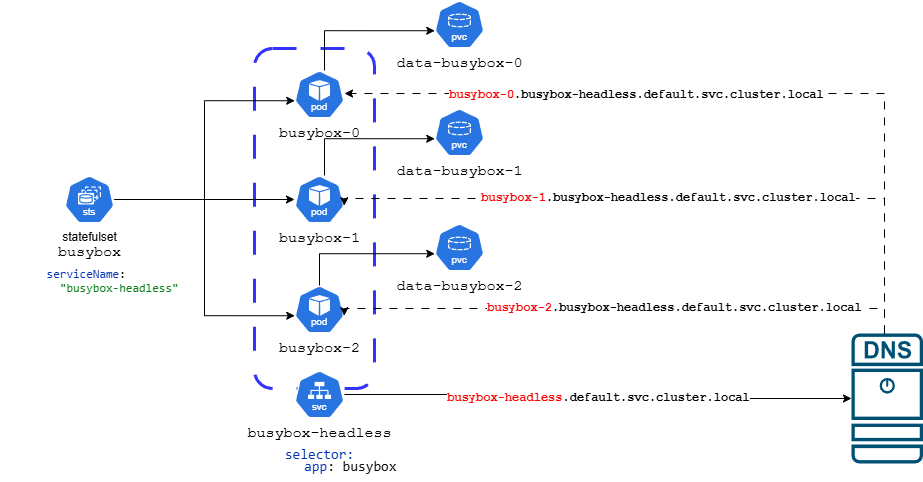 pvc
data-busybox-0
busybox-0.busybox-headless.default.svc.cluster.local
pod
busybox-0
pvc
data-busybox-1
busybox-1.busybox-headless.default.svc.cluster.local
pod
busybox-1
sts
statefulset
busybox
serviceName:
"busybox-headless"
pvc
data-busybox-2
busybox-2.busybox-headless.default.svc.cluster.local
pod
busybox-2
DNS
svc
busybox-headless.default.svc.cluster.local
busybox-headless
selector:
app: busybox